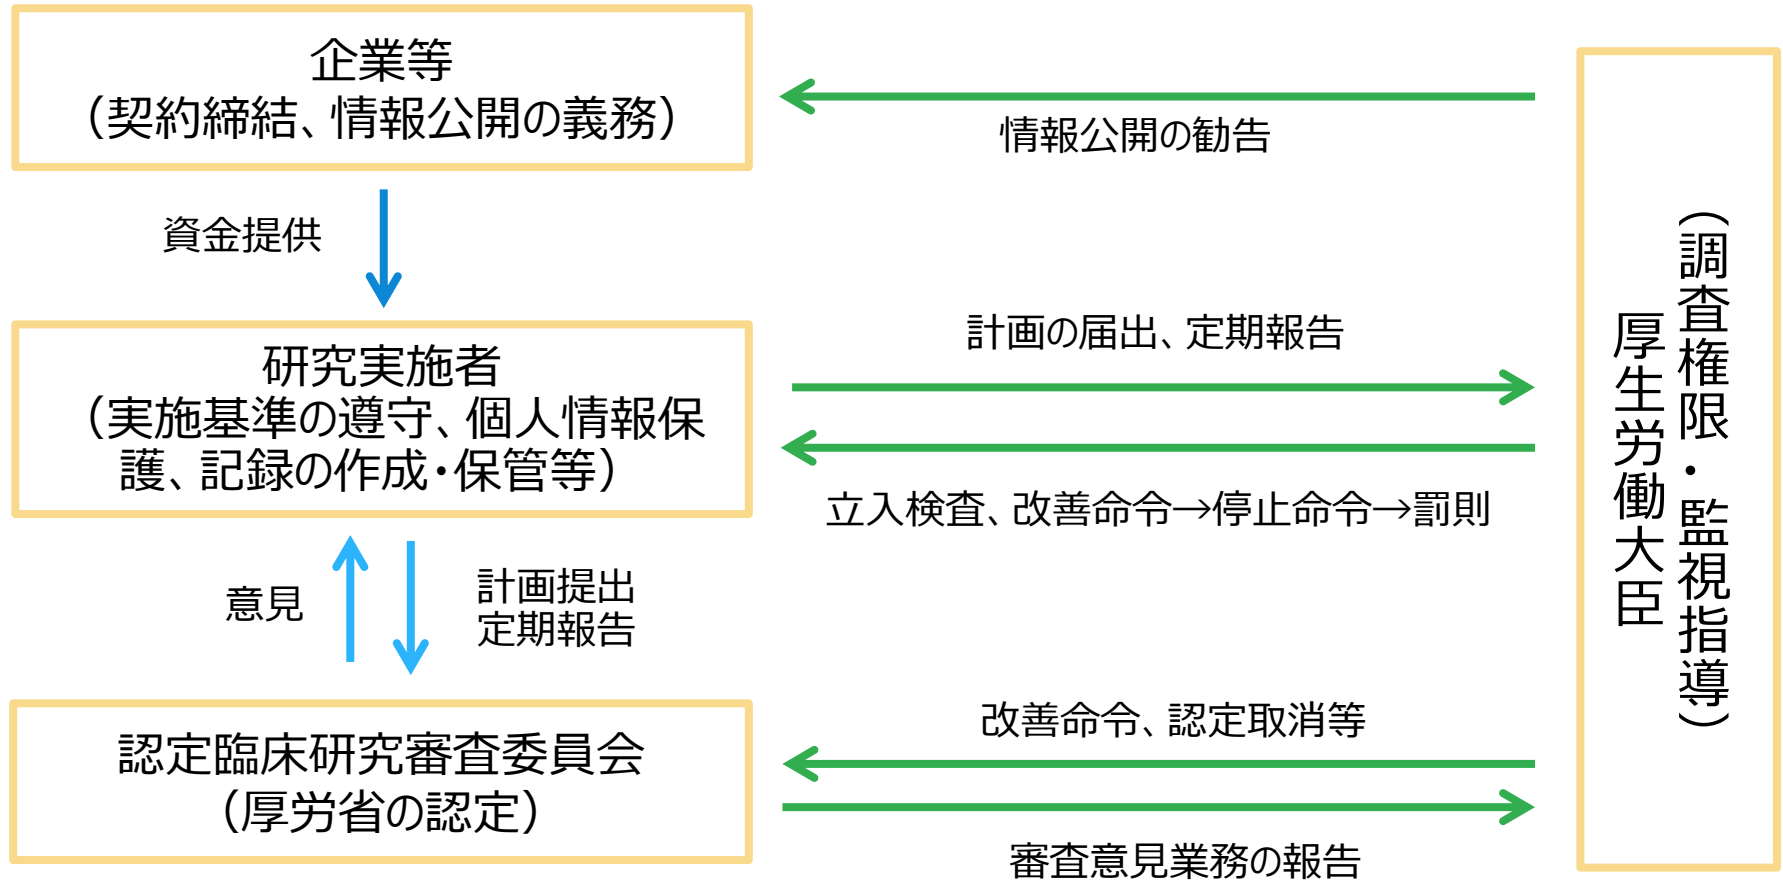 企業等
（契約締結、情報公開の義務）
情報公開の勧告
資金提供
研究実施者
（実施基準の遵守、個人情報保
護、記録の作成・保管等）
計画の届出、定期報告
立入検査、改善命令→停止命令→罰則
意見
計画提出
定期報告
認定臨床研究審査委員会
（厚労省の認定）
改善命令、認定取消等
審査意見業務の報告
厚生労働大臣
（調査権限・監視指導）